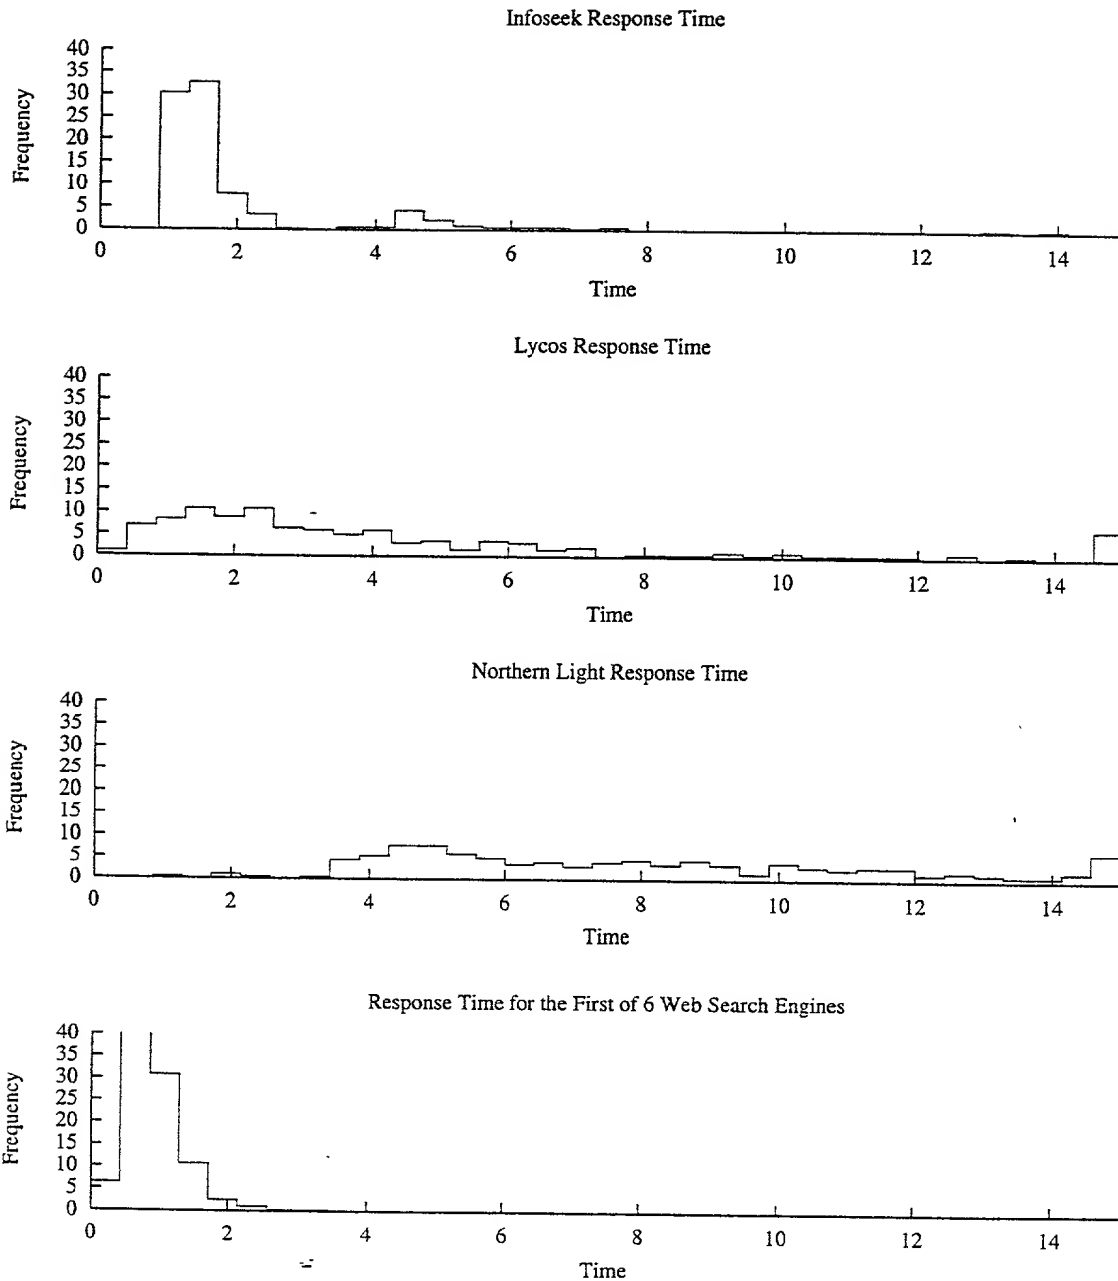 Infoseek Response Time
40
35
30
25
20
15
10
5
0
Frequency
0 2 4 6 8 10 12 14
Time
Lycos Response Time
40
35
30
25
20
15
10
5
0
Frequency
0 2 4 6 8 10 12 14
Time
Northern Light Response Time
40
35
30
25
20
15
10
5
0
Frequency
0 2 4 6 8 10 12 14
Time
Response Time for the First of 6 Web Search Engines
40
35
30
25
20
15
10
5
0
Frequency
0 2 4 6 8 10 12 14
Time